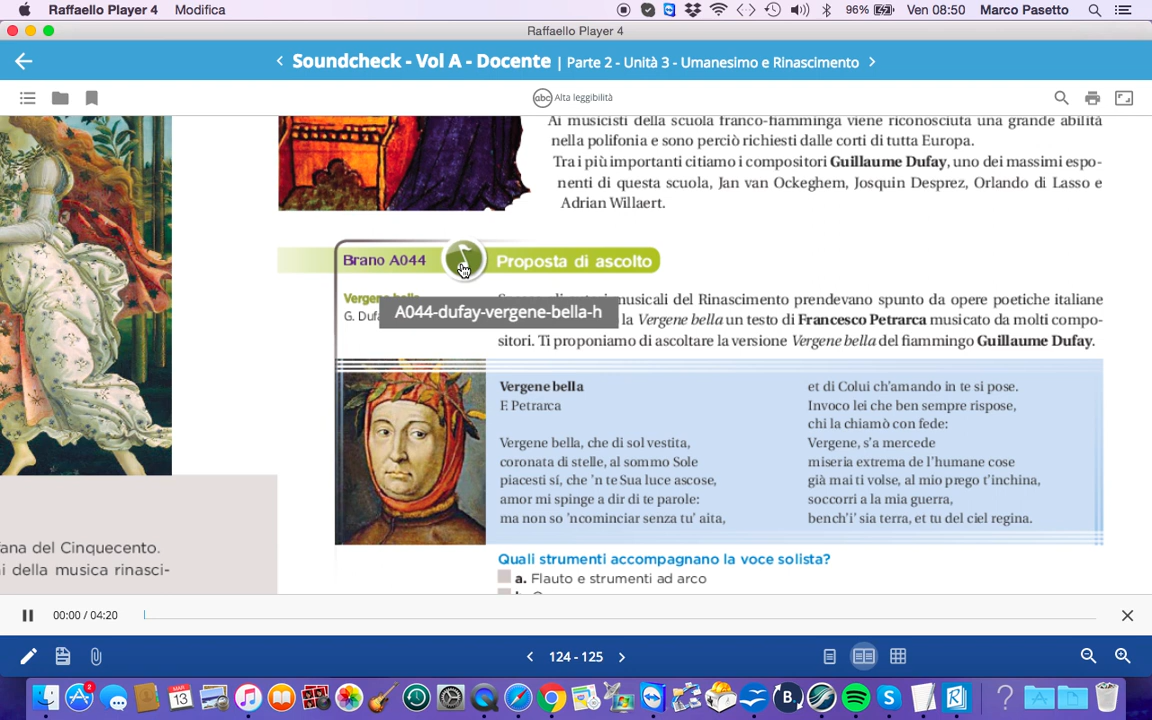 Raffaello Player 4 Modifica 96% Ven 08:50 Marco Pasetto
Raffaello Player 4
Soundcheck - Vol A - Docente | Parte 2 - Unità 3 - Umanesimo e Rinascimento
abc Alta leggibilità
Ai musicisti della scuola franco-fiamminga viene riconosciuta una grande abilità
nella polifonia e sono perciò richiesti dalle corti di tutta Europa.
Tra i più importanti citiamo i compositori Guillaume Dufay, uno dei massimi espo-
nenti di questa scuola, Jan van Ockeghem, Josquin Desprez, Orlando di Lasso e
Adrian Willaert.
Brano A044 Proposta di ascolto
Vergene bella
G. Duf
A044-dufay-vergene-bella-h
musicali del Rinascimento prendevano spunto da opere poetiche italiane
la Vergine bella un testo di Francesco Petrarca musicato da molti compo-
sitori. Ti proponiamo di ascoltare la versione Vergene bella del fiammingo Guillaume Dufay.
Vergene bella
F. Petrarca
Vergene bella, che di sol vestita,
coronata di stelle, al sommo Sole
piacesti sí, che 'n te Sua luce ascose,
amor mi spinge a dir di te parole:
ma non so 'ncominciar senza tu' aita,
et di Colui ch'amando in te si pose.
Invoco lei che ben sempre rispose,
chi la chiamò con fede:
Vergene, s'a mercede
miseria extrema de l'humane cose
già mai ti volse, al mio prego t'inchina,
soccorri a la mia guerra,
bench'i' sia terra, et tu del ciel regina.
ana del Cinquecento.
i della musica rinasci-
Quali strumenti accompagnano la voce solista?
a. Flauto e strumenti ad arco
00:00 / 04:20
124 - 125
2
MAR
13